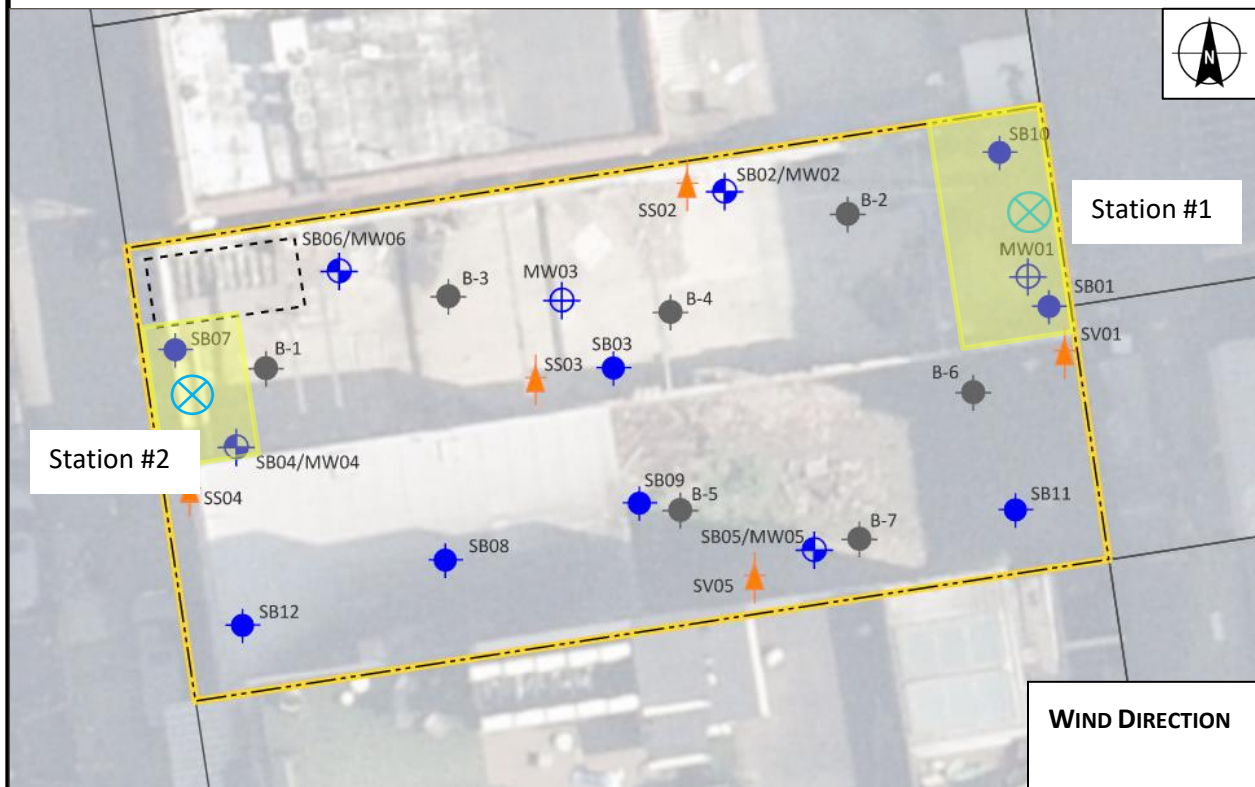 N
SB10
SB02/MW02
Station #1
SS02
B-2
SB06/MW06
MW01
B-3
MW03
SB01
B-4
SB07
SV01
B-1
SB03
SS03
B-6
Station #2
SB04/MW04
SS04
SB09
B-5
SB11
SB05/MW05
B-7
SB08
SV05
SB12
WIND DIRECTION